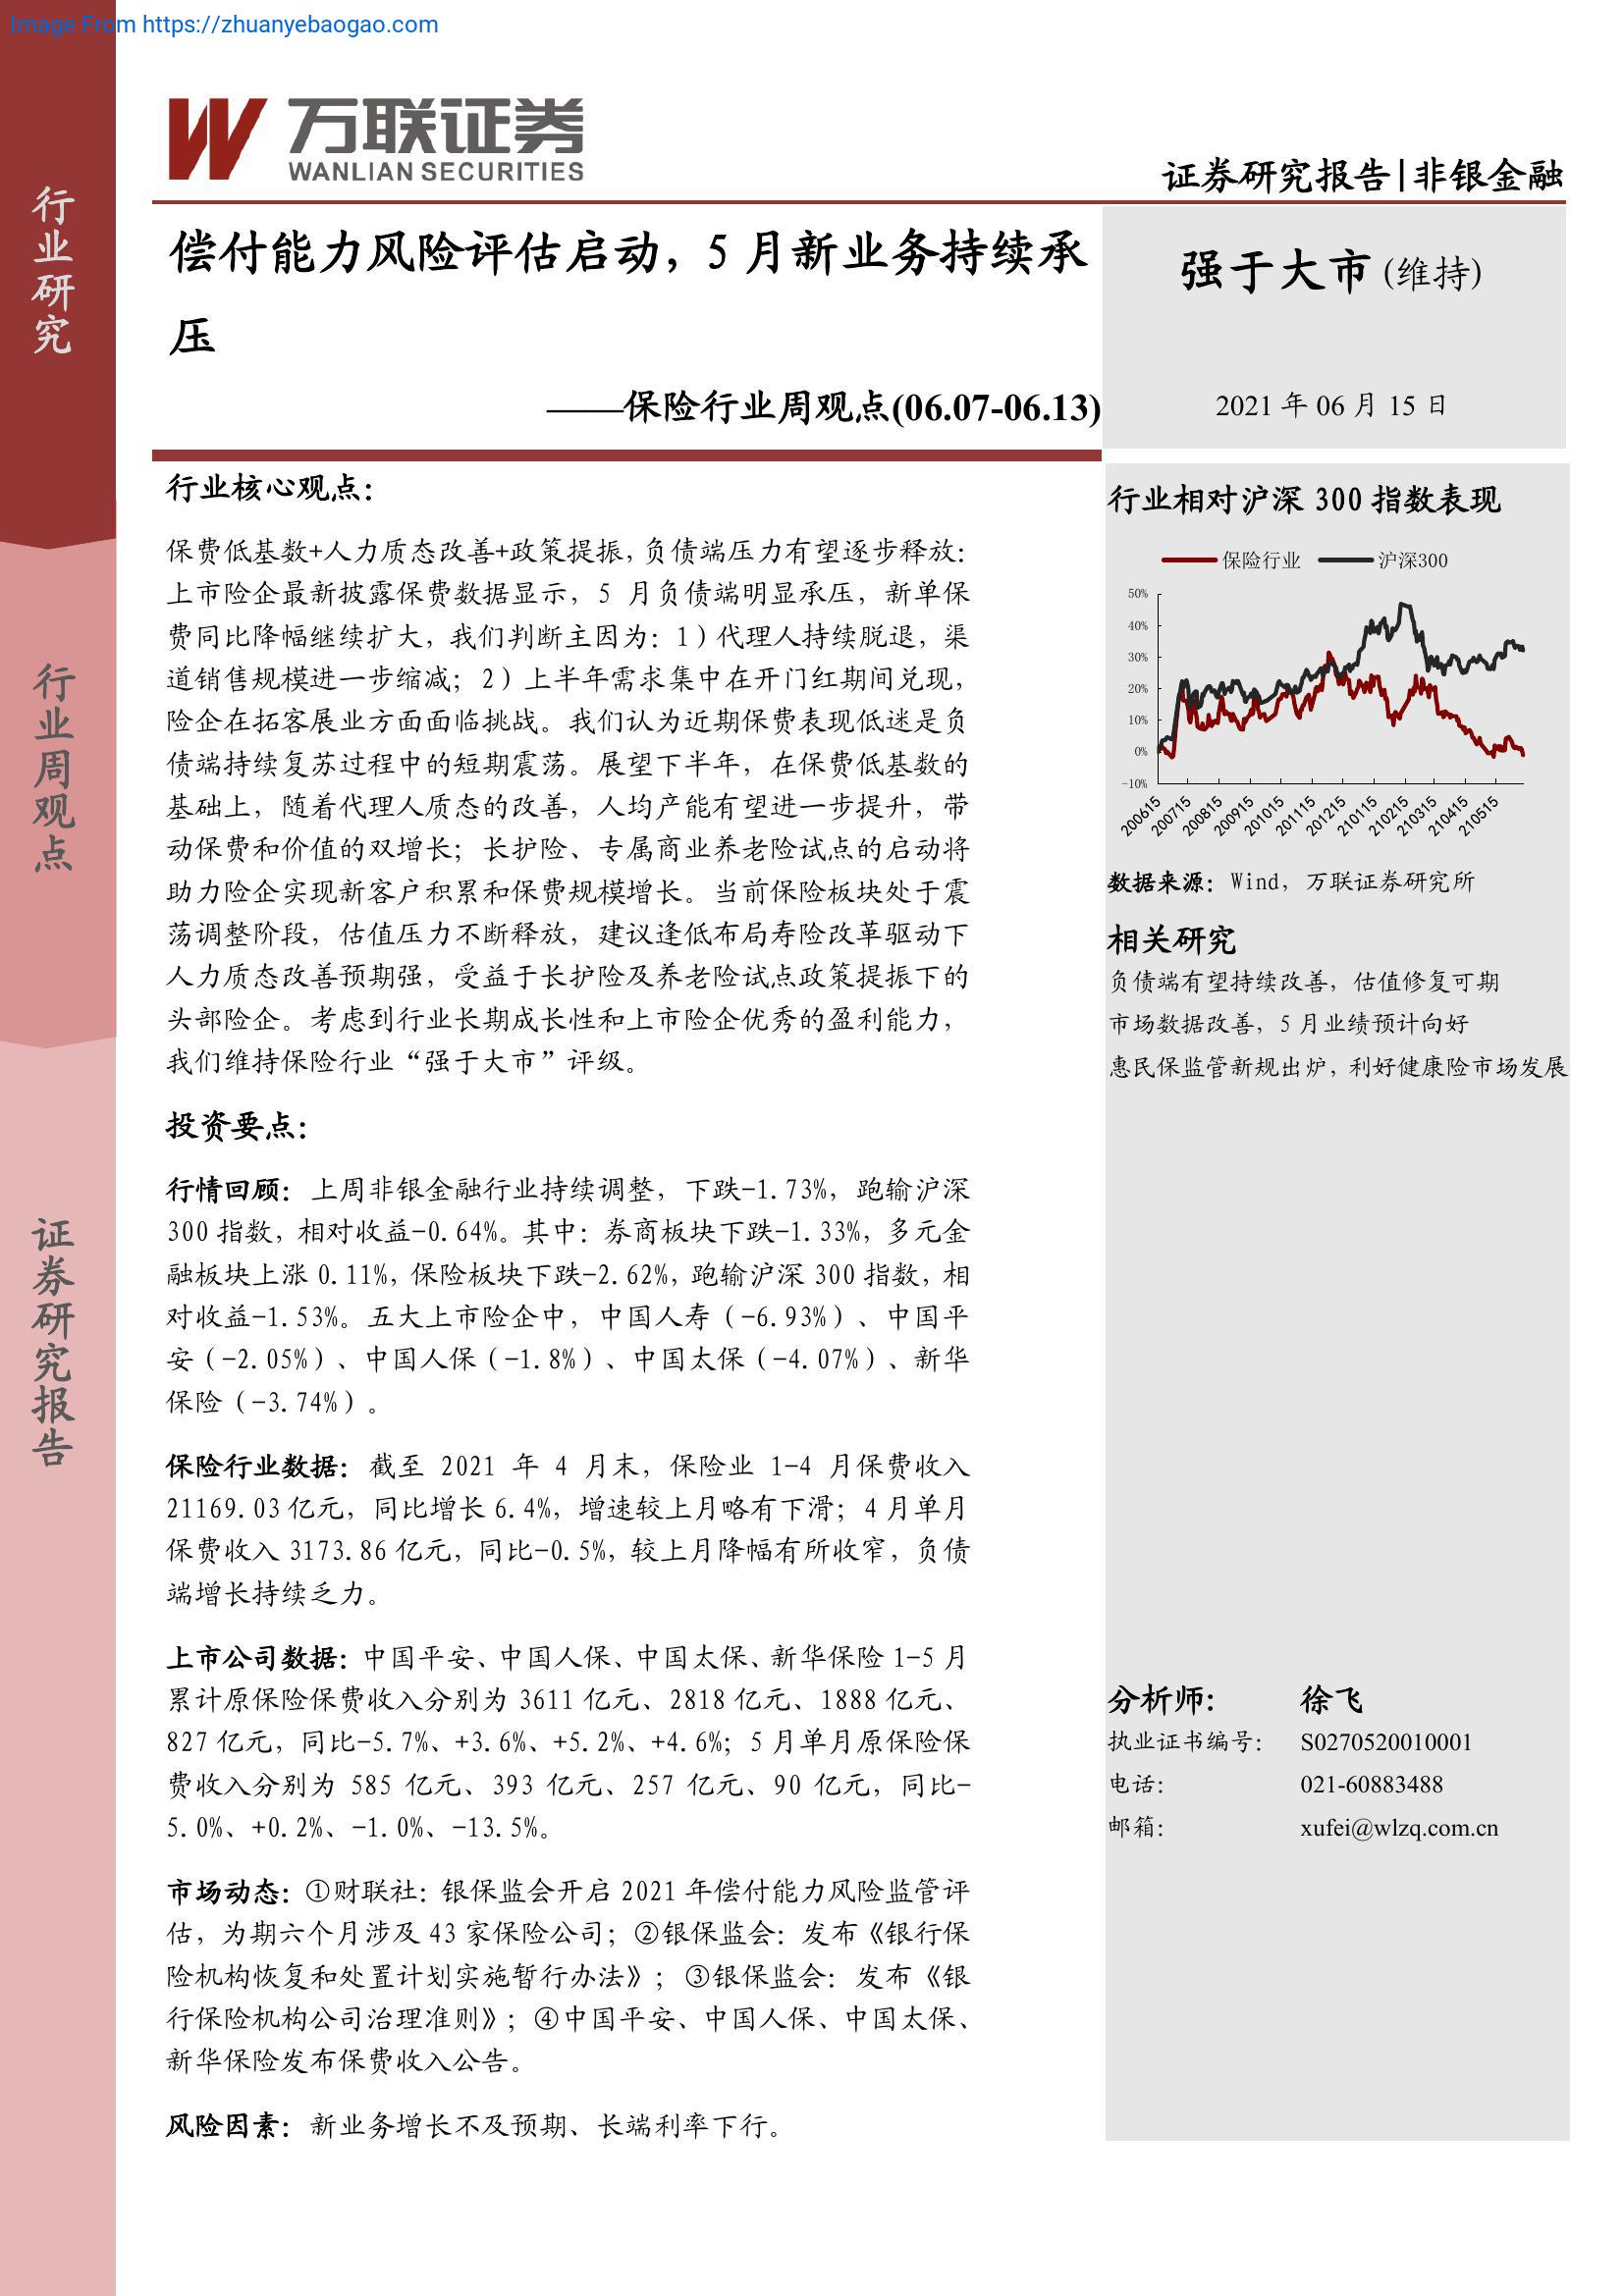 Image From https://zhuanyebaogao.com
万联证券
WANLIAN SECURITIES
证券研究报告|非银金融
行业研究
行业周观点
证券研究报告
偿付能力风险评估启动，5 月新业务持续承
压
——保险行业周观点(06.07-06.13)
强于大市 (维持)
2021 年 06 月 15 日
行业核心观点：
保费低基数+人力质态改善+政策提振，负债端压力有望逐步释放：
上市险企最新披露保费数据显示，5 月负债端明显承压，新单保
费同比降幅继续扩大，我们判断主因为：1）代理人持续脱退，渠
道销售规模进一步缩减；2）上半年需求集中在开门红期间兑现，
险企在拓客展业方面面临挑战。我们认为近期保费表现低迷是负
债端持续复苏过程中的短期震荡。展望下半年，在保费低基数的
基础上，随着代理人质态的改善，人均产能有望进一步提升，带
动保费和价值的双增长；长护险、专属商业养老险试点的启动将
助力险企实现新客户积累和保费规模增长。当前保险板块处于震
荡调整阶段，估值压力不断释放，建议逢低布局寿险改革驱动下
人力质态改善预期强，受益于长护险及养老险试点政策提振下的
头部险企。考虑到行业长期成长性和上市险企优秀的盈利能力，
我们维持保险行业“强于大市”评级。
投资要点：
行情回顾：上周非银金融行业持续调整，下跌-1.73%，跑输沪深
300 指数，相对收益-0.64%。其中：券商板块下跌-1.33%，多元金
融板块上涨 0.11%，保险板块下跌-2.62%，跑输沪深 300 指数，相
对收益-1.53%。五大上市险企中，中国人寿（-6.93%）、中国平
安（-2.05%）、中国人保（-1.8%）、中国太保（-4.07%）、新华
保险（-3.74%）。
保险行业数据：截至 2021 年 4 月末，保险业 1-4 月保费收入
21169.03 亿元，同比增长 6.4%，增速较上月略有下滑；4 月单月
保费收入 3173.86 亿元，同比-0.5%，较上月降幅有所收窄，负债
端增长持续乏力。
上市公司数据：中国平安、中国人保、中国太保、新华保险 1-5 月
累计原保险保费收入分别为 3611 亿元、2818 亿元、1888 亿元、
827 亿元，同比-5.7%、+3.6%、+5.2%、+4.6%；5 月单月原保险保
费收入分别为 585 亿元、393 亿元、257 亿元、90 亿元，同比-
5.0%、+0.2%、-1.0%、-13.5%。
市场动态：①财联社：银保监会开启 2021 年偿付能力风险监管评
估，为期六个月涉及 43 家保险公司；②银保监会：发布《银行保
险机构恢复和处置计划实施暂行办法》；③银保监会：发布《银
行保险机构公司治理准则》；④中国平安、中国人保、中国太保、
新华保险发布保费收入公告。
风险因素：新业务增长不及预期、长端利率下行。
行业相对沪深 300 指数表现
保险行业 沪深300
50%
40%
30%
20%
10%
0%
-10%
200615 200715 200815 200915 201015 201115 201215 210115 210215 210315 210415 210515
数据来源：Wind，万联证券研究所
相关研究
负债端有望持续改善，估值修复可期
市场数据改善，5 月业绩预计向好
惠民保监管新规出炉，利好健康险市场发展
分析师： 徐飞
执业证书编号： S0270520010001
电话： 021-60883488
邮箱： xufei@wlzq.com.cn